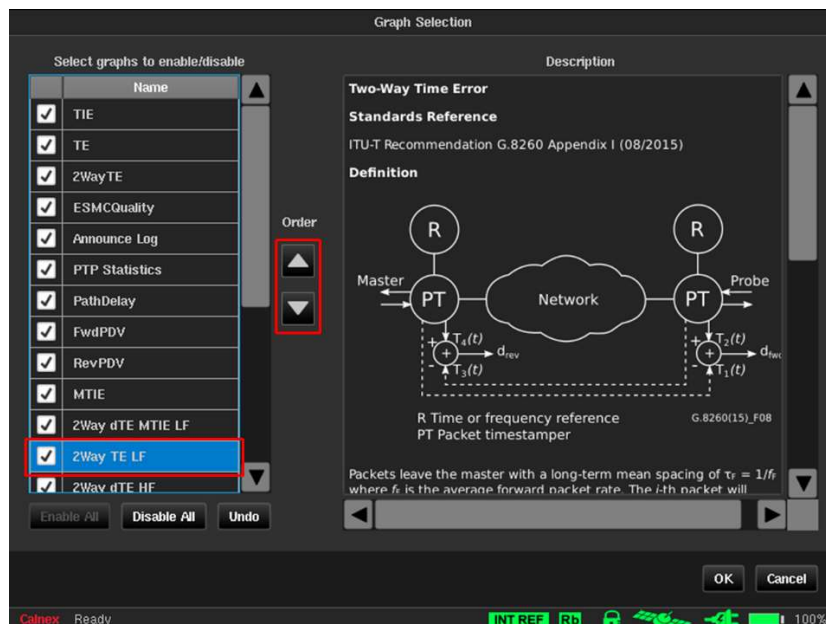 Graph Selection
Select graphs to enable/disable
Name
TIE
TE
2WayTE
ESMCQuality
Announce Log
PTP Statistics
PathDelay
FwdPDV
RevPDV
MTIE
2Way dTE MTIE LF
2Way TE LF
2Way dTE HF
Enable All Disable All Undo
Order
Description
Two-Way Time Error
Standards Reference
ITU-T Recommendation G.8260 Appendix I (08/2015)
Definition
R R
Master Probe
PT Network PT
+ T₄(t) + T₂(t)
+ drev + dfwd
- T₃(t) - T₁(t)
R Time or frequency reference G.8260(15)_F08
PT Packet timestamper
Packets leave the master with a long-term mean spacing of τF = 1/fF
where fF is the average forward packet rate. The i-th packet will
OK Cancel
Calnex Ready INT REF Rb 100%